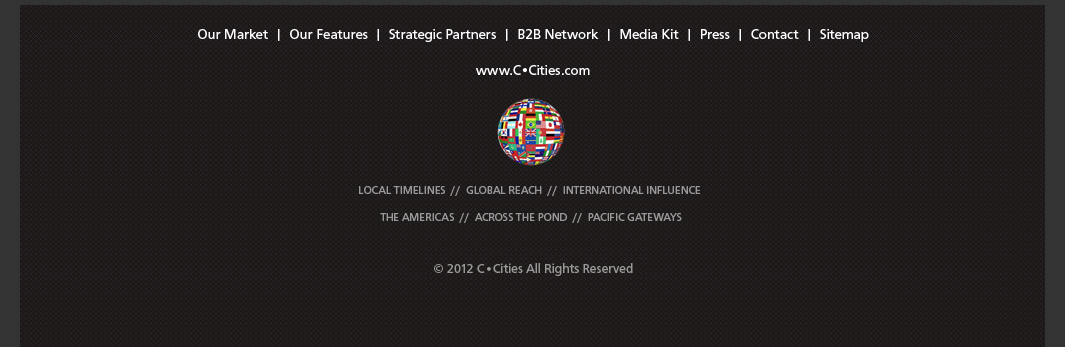 Our Market | Our Features | Strategic Partners | B2B Network | Media Kit | Press | Contact | Sitemap
www.C•Cities.com
LOCAL TIMELINES // GLOBAL REACH // INTERNATIONAL INFLUENCE
THE AMERICAS // ACROSS THE POND // PACIFIC GATEWAYS
© 2012 C•Cities All Rights Reserved